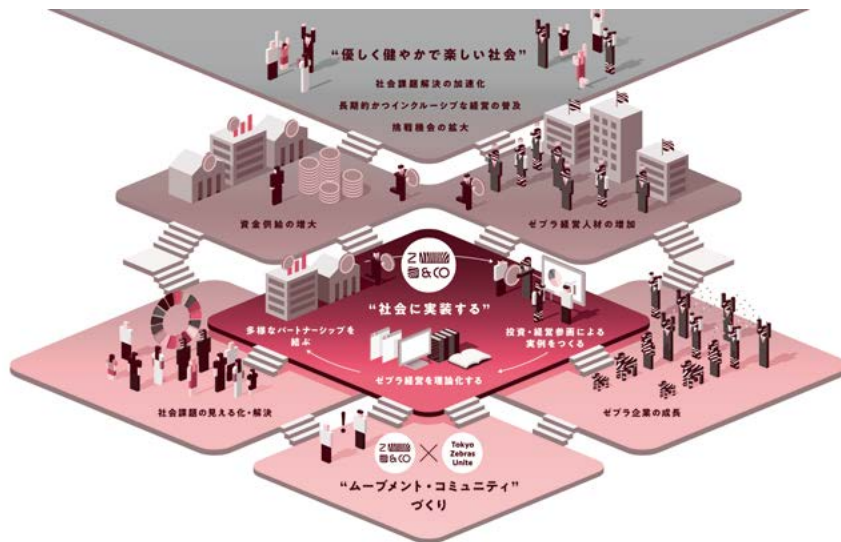 “優しく健やかで楽しい社会”
社会課題解決の加速化
長期的かつインクルーシブな経営の普及
挑戦機会の拡大
資金供給の増大
ゼブラ経営人材の増加
Z
&CO
“社会に実装する”
多様なパートナーシップを
結ぶ
投資・経営参画による
実例をつくる
ゼブラ経営を理論化する
社会課題の見える化・解決
ゼブラ企業の成長
Z
&CO
×
Tokyo
Zebras
Unite
“ムーブメント・コミュニティ”
づくり